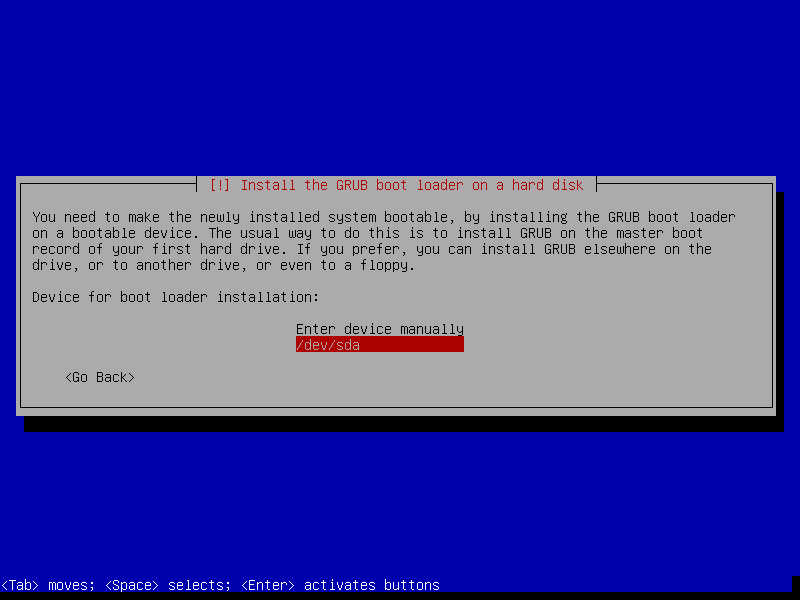 [!] Install the GRUB boot loader on a hard disk
You need to make the newly installed system bootable, by installing the GRUB boot loader
on a bootable device. The usual way to do this is to install GRUB on the master boot
record of your first hard drive. If you prefer, you can install GRUB elsewhere on the
drive, or to another drive, or even to a floppy.
Device for boot loader installation:
Enter device manually
/dev/sda
<Go Back>
<Tab> moves; <Space> selects; <Enter> activates buttons